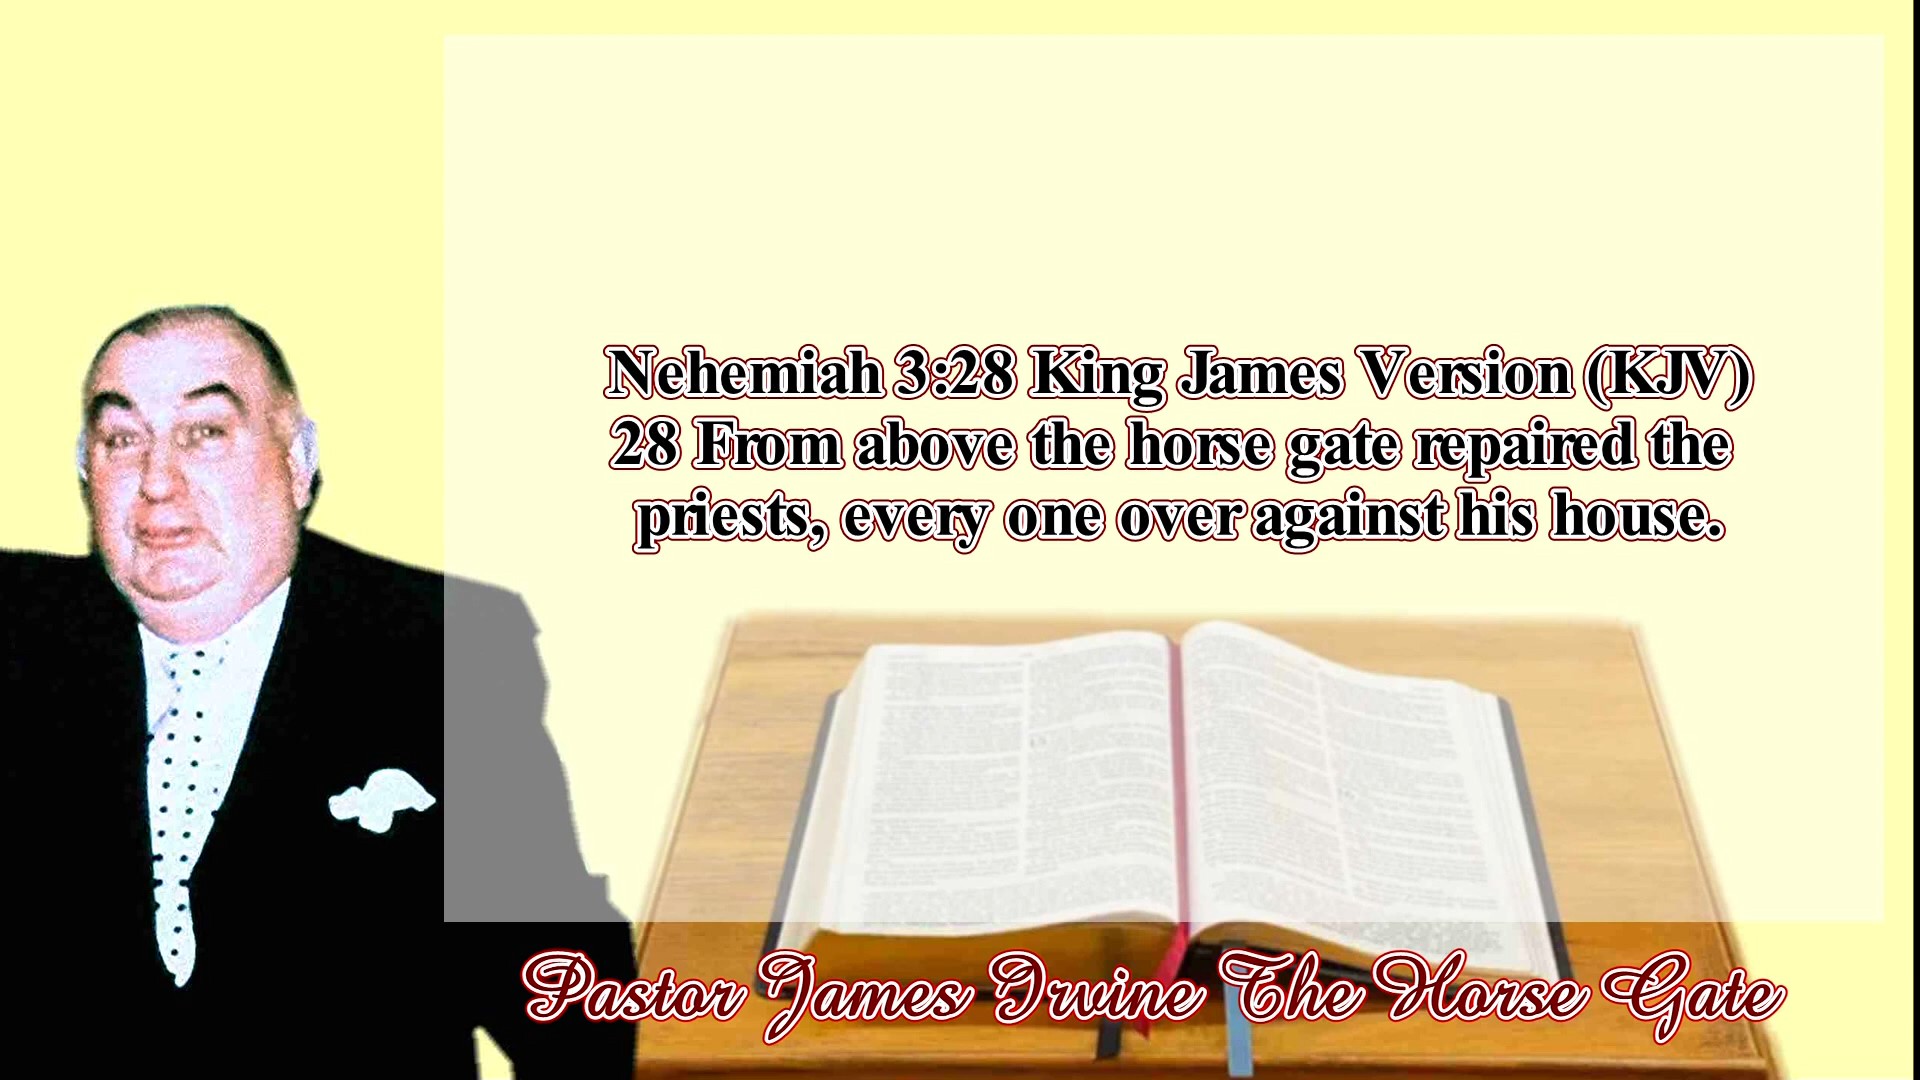 Nehemiah 3:28 King James Version (KJV)
28 From above the horse gate repaired the
priests, every one over against his house.
Pastor James Irvine The Horse Gate